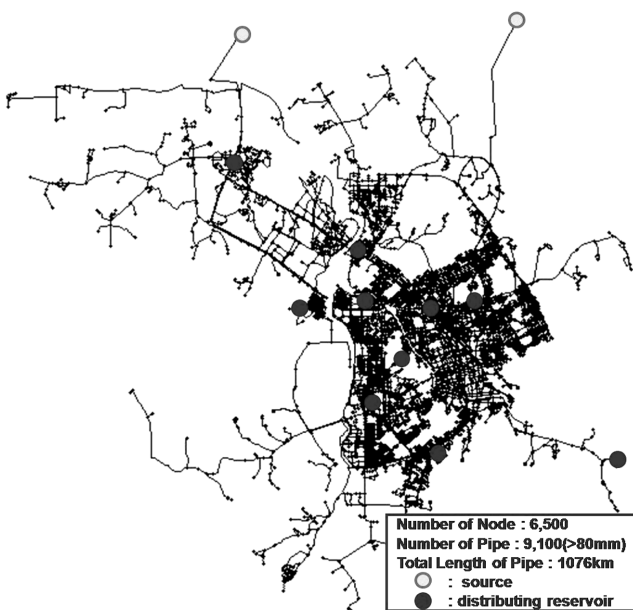 Number of Node : 6,500
Number of Pipe : 9,100(>80mm)
Total Length of Pipe : 1076km
: source
: distributing reservoir